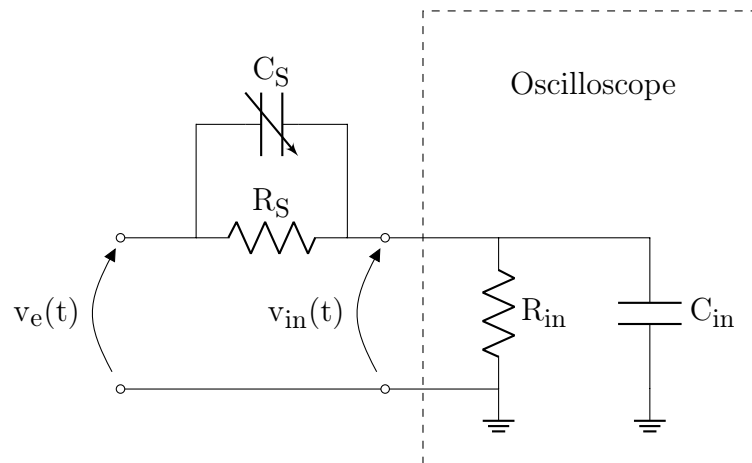 Oscilloscope
C_S
R_S
v_e(t)
v_in(t)
R_in
C_in